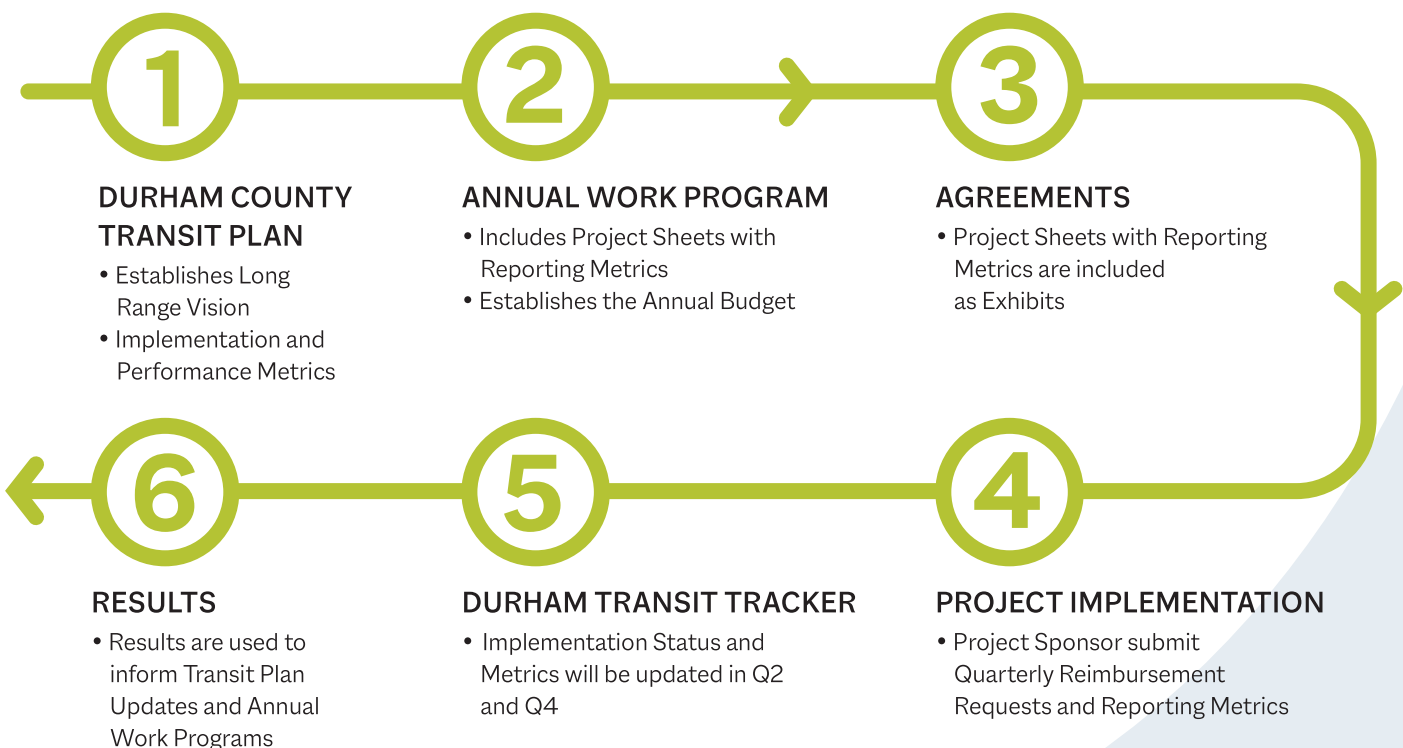 1
DURHAM COUNTY
TRANSIT PLAN
• Establishes Long
Range Vision
• Implementation and
Performance Metrics
2
ANNUAL WORK PROGRAM
• Includes Project Sheets with
Reporting Metrics
• Establishes the Annual Budget
3
AGREEMENTS
• Project Sheets with Reporting
Metrics are included
as Exhibits
4
PROJECT IMPLEMENTATION
• Project Sponsor submit
Quarterly Reimbursement
Requests and Reporting Metrics
5
DURHAM TRANSIT TRACKER
• Implementation Status and
Metrics will be updated in Q2
and Q4
6
RESULTS
• Results are used to
inform Transit Plan
Updates and Annual
Work Programs